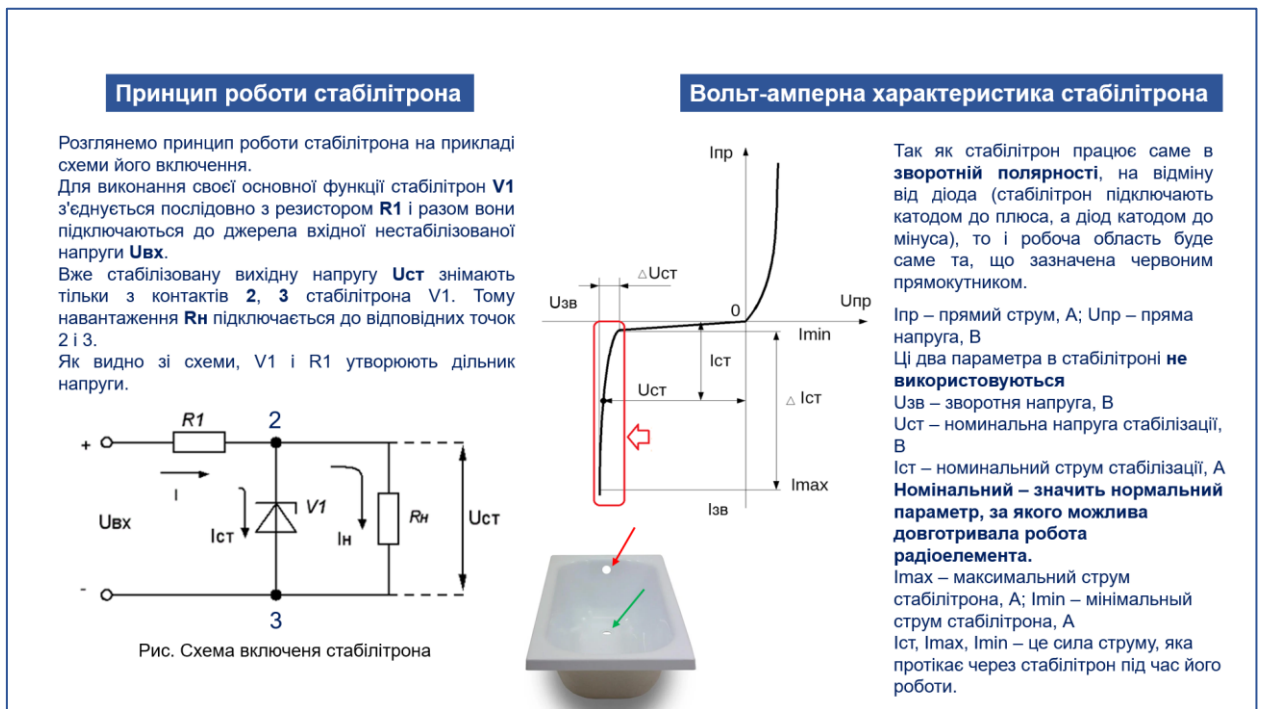 Принцип роботи стабілітрона
Розглянемо принцип роботи стабілітрона на прикладі
схеми його включення.
Для виконання своєї основної функції стабілітрон V1
з'єднується послідовно з резистором R1 і разом вони
підключаються до джерела вхідної нестабілізованої
напруги Uвх.
Вже стабілізовану вихідну напругу Uст знімають
тільки з контактів 2, 3 стабілітрона V1. Тому
навантаження Rн підключається до відповідних точок
2 і 3.
Як видно зі схеми, V1 і R1 утворюють дільник
напруги.
R1
2
+
I
V1
Uвх
Iст
Iн
Rн
Uст
-
3
Рис. Схема включеня стабілітрона
Вольт-амперна характеристика стабілітрона
Iпр
△Uст
Uзв
0
Uпр
Imin
Iст
Uст
△ Iст
Imax
Iзв
Так як стабілітрон працює саме в
зворотній полярності, на відміну
від діода (стабілітрон підключають
катодом до плюса, а діод катодом до
мінуса), то і робоча область буде
саме та, що зазначена червоним
прямокутником.
Iпр – прямий струм, А; Uпр – пряма
напруга, В
Ці два параметра в стабілітроні не
використовуються
Uзв – зворотня напруга, В
Uст – номинальна напруга стабілізації,
В
Iст – номинальний струм стабілізації, А
Номінальний – значить нормальний
параметр, за якого можлива
довготривала робота
радіоелемента.
Imax – максимальний струм
стабілітрона, А; Imin – мінімальый
струм стабілітрона, А
Iст, Imax, Imin – це сила струму, яка
протікає через стабілітрон під час його
роботи.